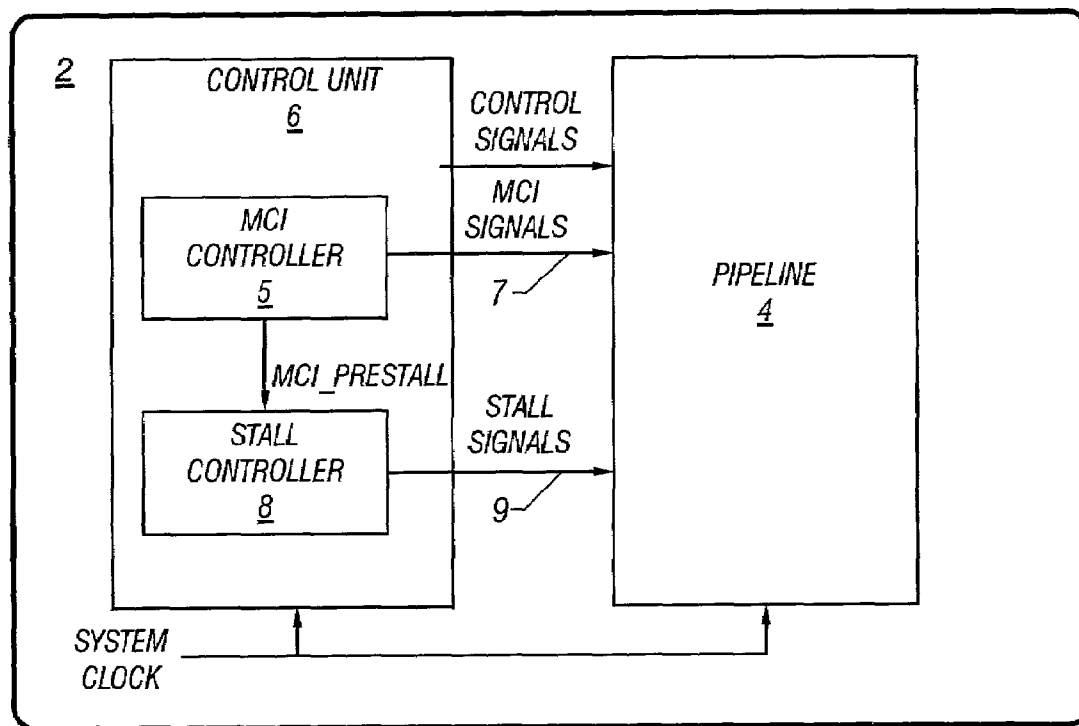 2
CONTROL UNIT
6
CONTROL
SIGNALS
MCI
CONTROLLER
5
MCI
SIGNALS
7
PIPELINE
4
MCI_PRESTALL
STALL
CONTROLLER
8
STALL
SIGNALS
9
SYSTEM
CLOCK